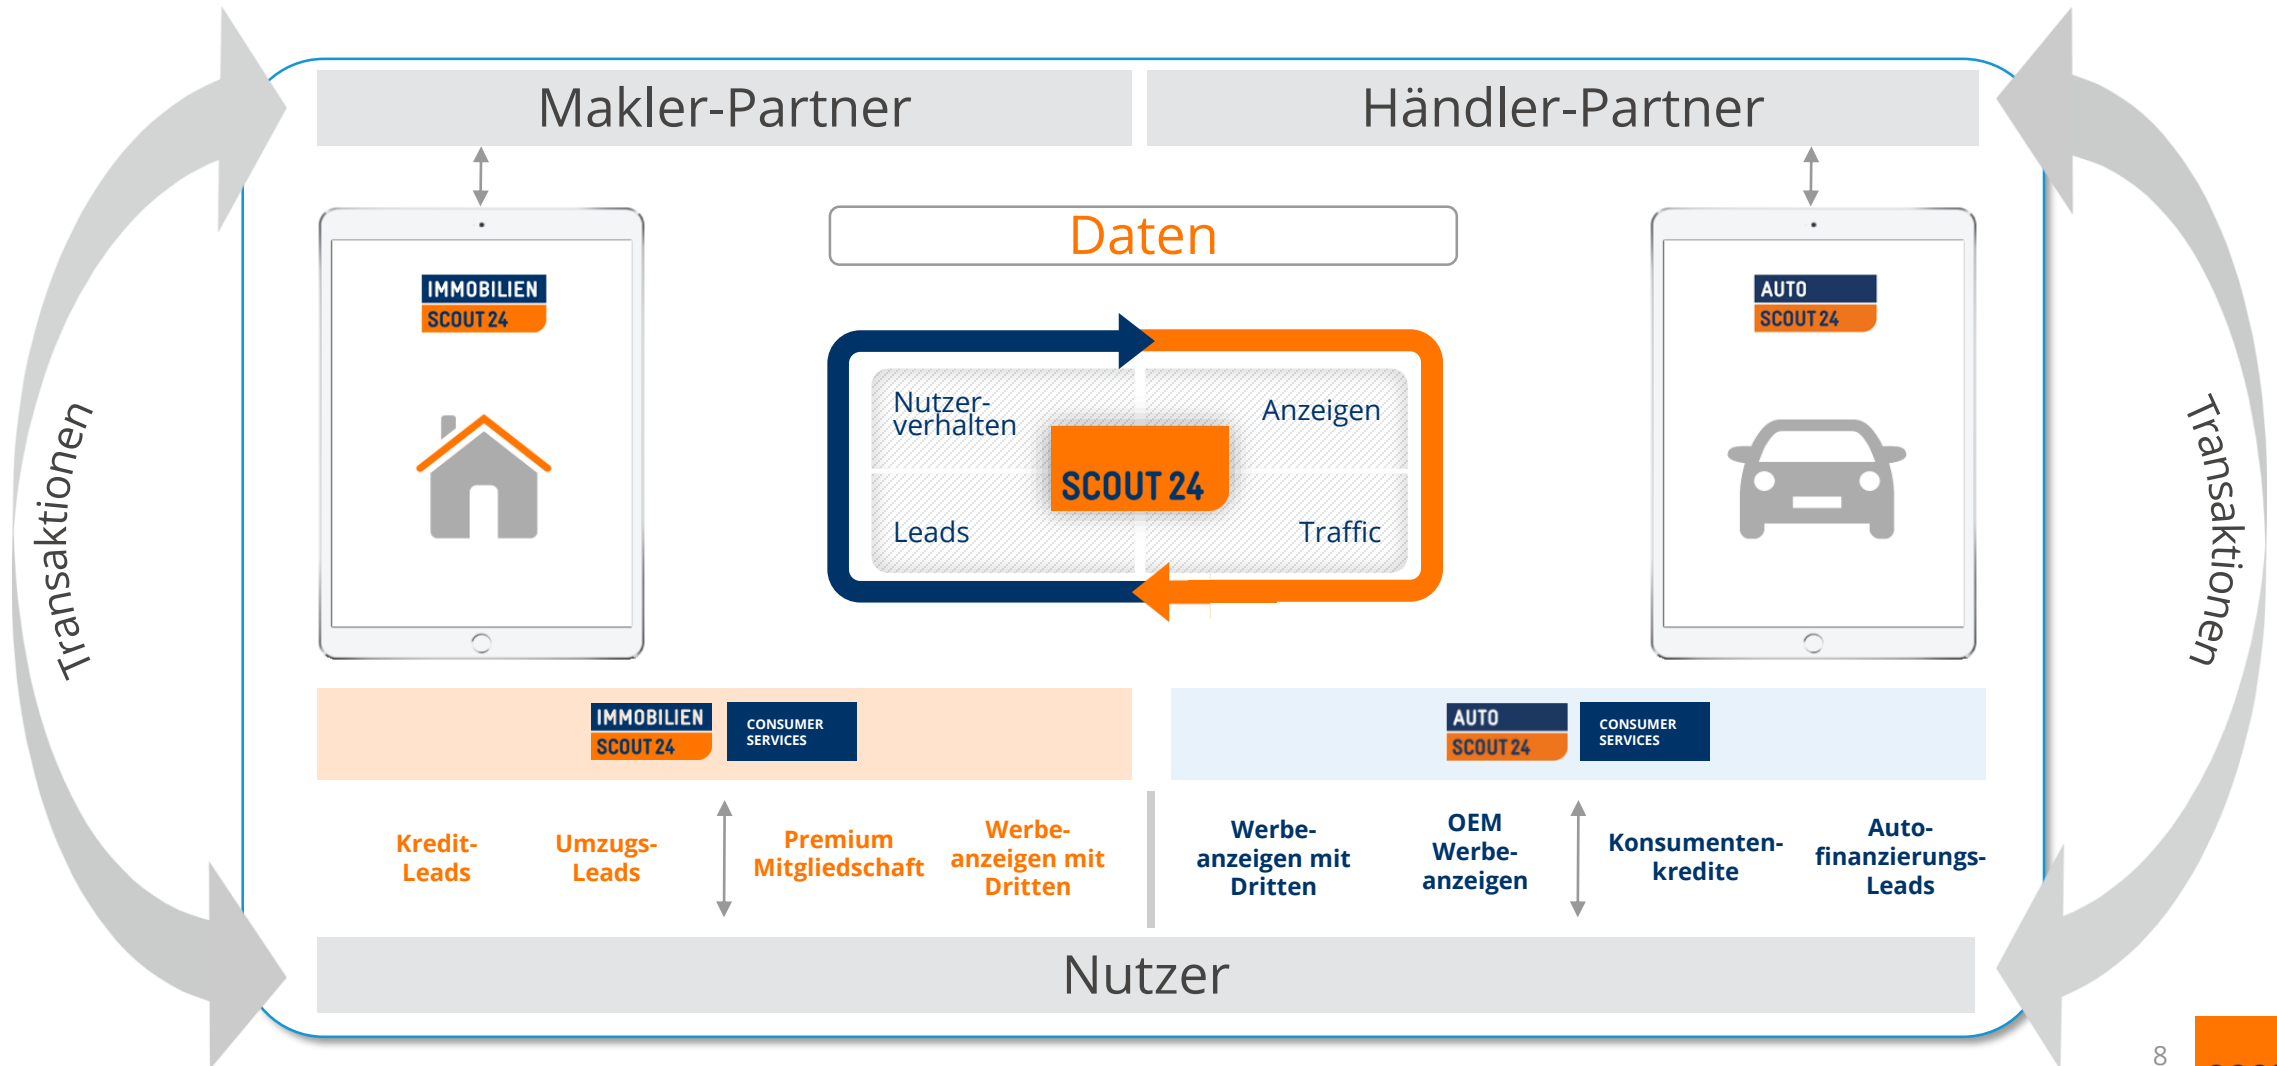 Makler-Partner
Händler-Partner
Transaktionen
Daten
IMMOBILIEN
SCOUT 24
AUTO
SCOUT 24
Nutzer-
verhalten
Anzeigen
SCOUT 24
Leads
Traffic
Transaktionen
IMMOBILIEN
SCOUT 24
CONSUMER
SERVICES
AUTO
SCOUT 24
CONSUMER
SERVICES
Kredit-
Leads
Umzugs-
Leads
Premium
Mitgliedschaft
Werbe-
anzeigen mit
Dritten
Werbe-
anzeigen mit
Dritten
OEM
Werbe-
anzeigen
Konsumenten-
kredite
Auto-
finanzierungs-
Leads
Nutzer
8